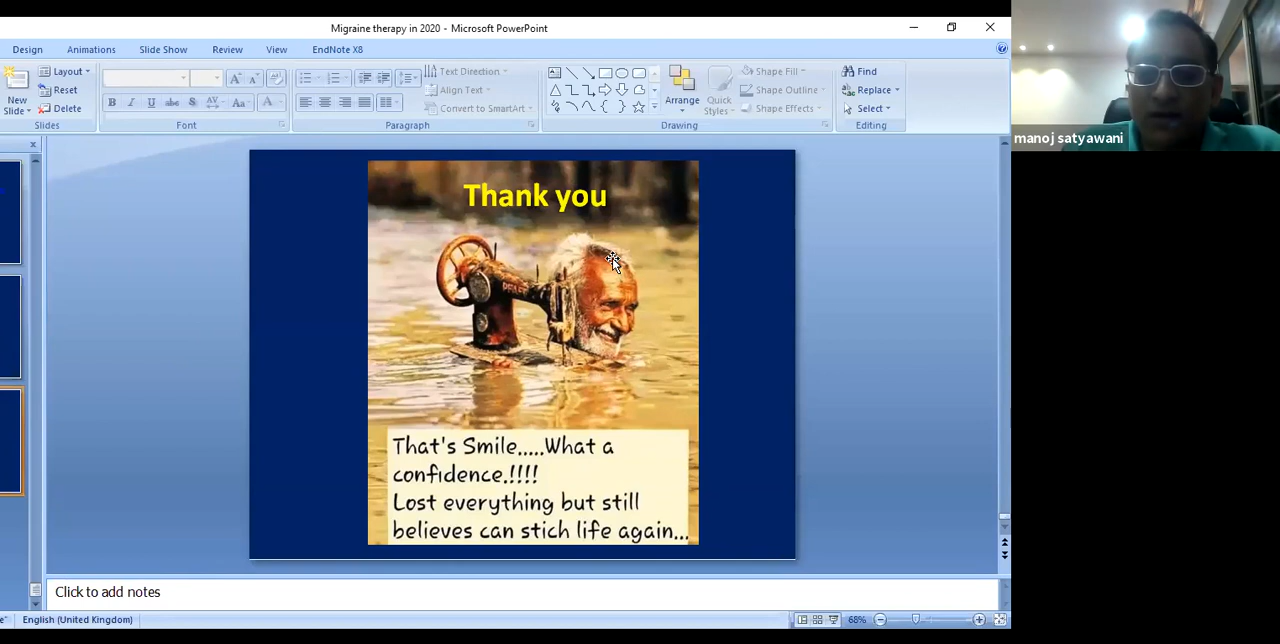 Migraine therapy in 2020 - Microsoft PowerPoint
Design Animations Slide Show Review View EndNote X8
Layout
Reset
Delete
New
Slide
Slides
B I U abc S AV Aa A
Font
Text Direction
Align Text
Convert to SmartArt
Paragraph
Arrange
Quick
Styles
Shape Fill
Shape Outline
Shape Effects
Drawing
Find
Replace
Select
Editing
manoj satyawani
Thank you
That's Smile.....What a
confidence.!!!!
Lost everything but still
believes can stich life again...
Click to add notes
English (United Kingdom)
68%